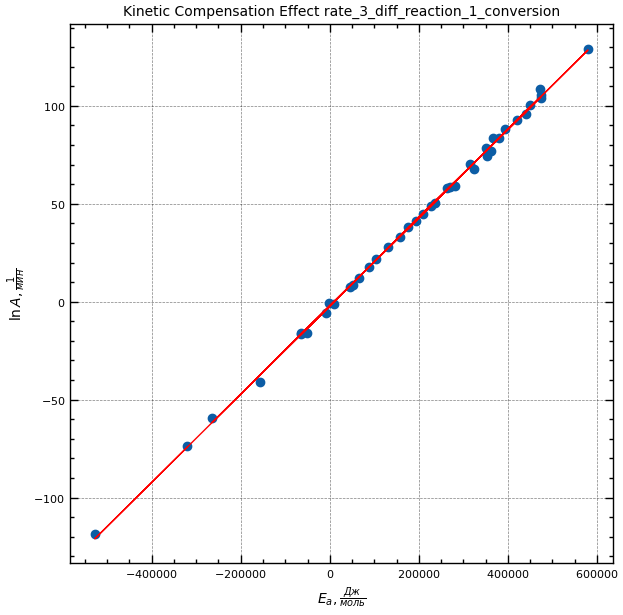 Kinetic Compensation Effect rate_3_diff_reaction_1_conversion
ln A, 1/мин
100
50
0
−50
−100
−400000 −200000 0 200000 400000 600000
Eₐ, Дж/моль